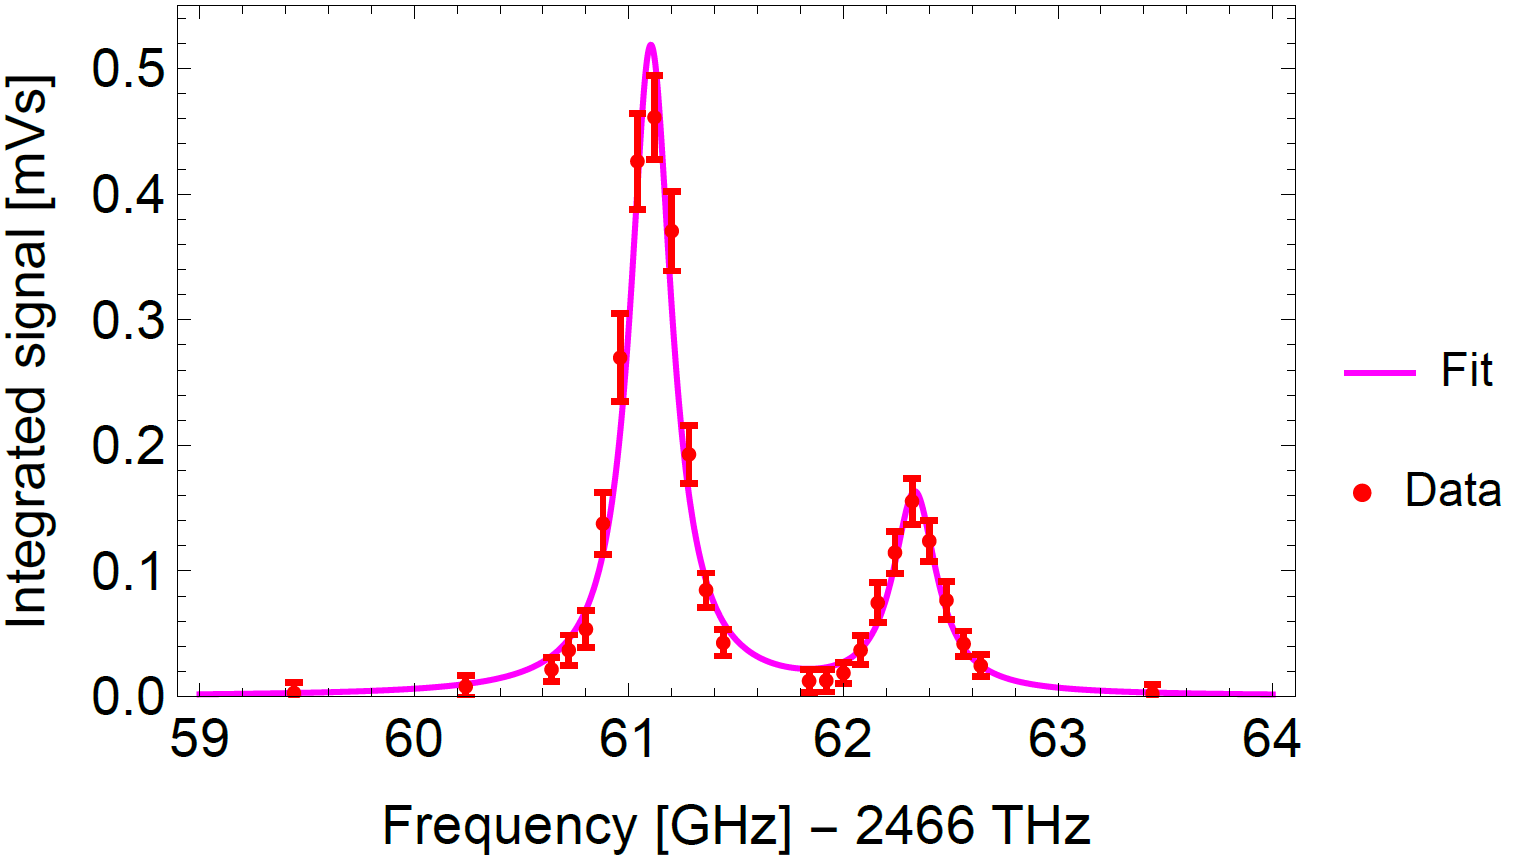 Integrated signal [mVs]
0.5
0.4
0.3
0.2
0.1
0.0
59 60 61 62 63 64
Frequency [GHz] – 2466 THz
Fit
Data